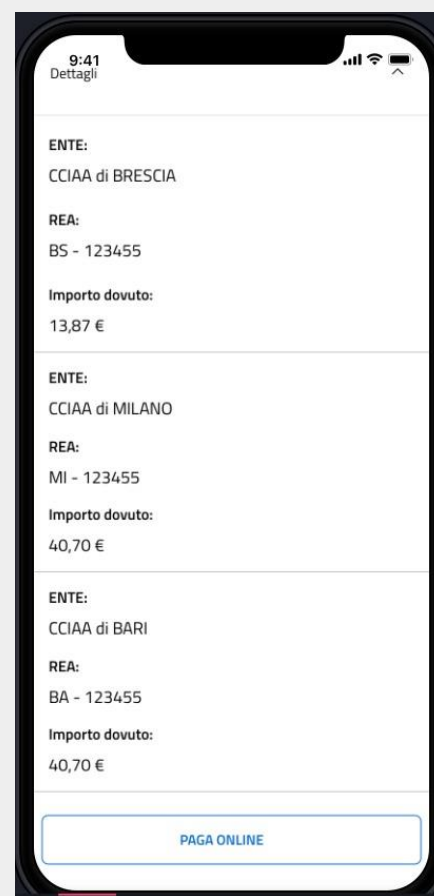 9:41
Dettagli
ENTE:
CCIAA di BRESCIA
REA:
BS - 123455
Importo dovuto:
13,87 €
ENTE:
CCIAA di MILANO
REA:
MI - 123455
Importo dovuto:
40,70 €
ENTE:
CCIAA di BARI
REA:
BA - 123455
Importo dovuto:
40,70 €
PAGA ONLINE